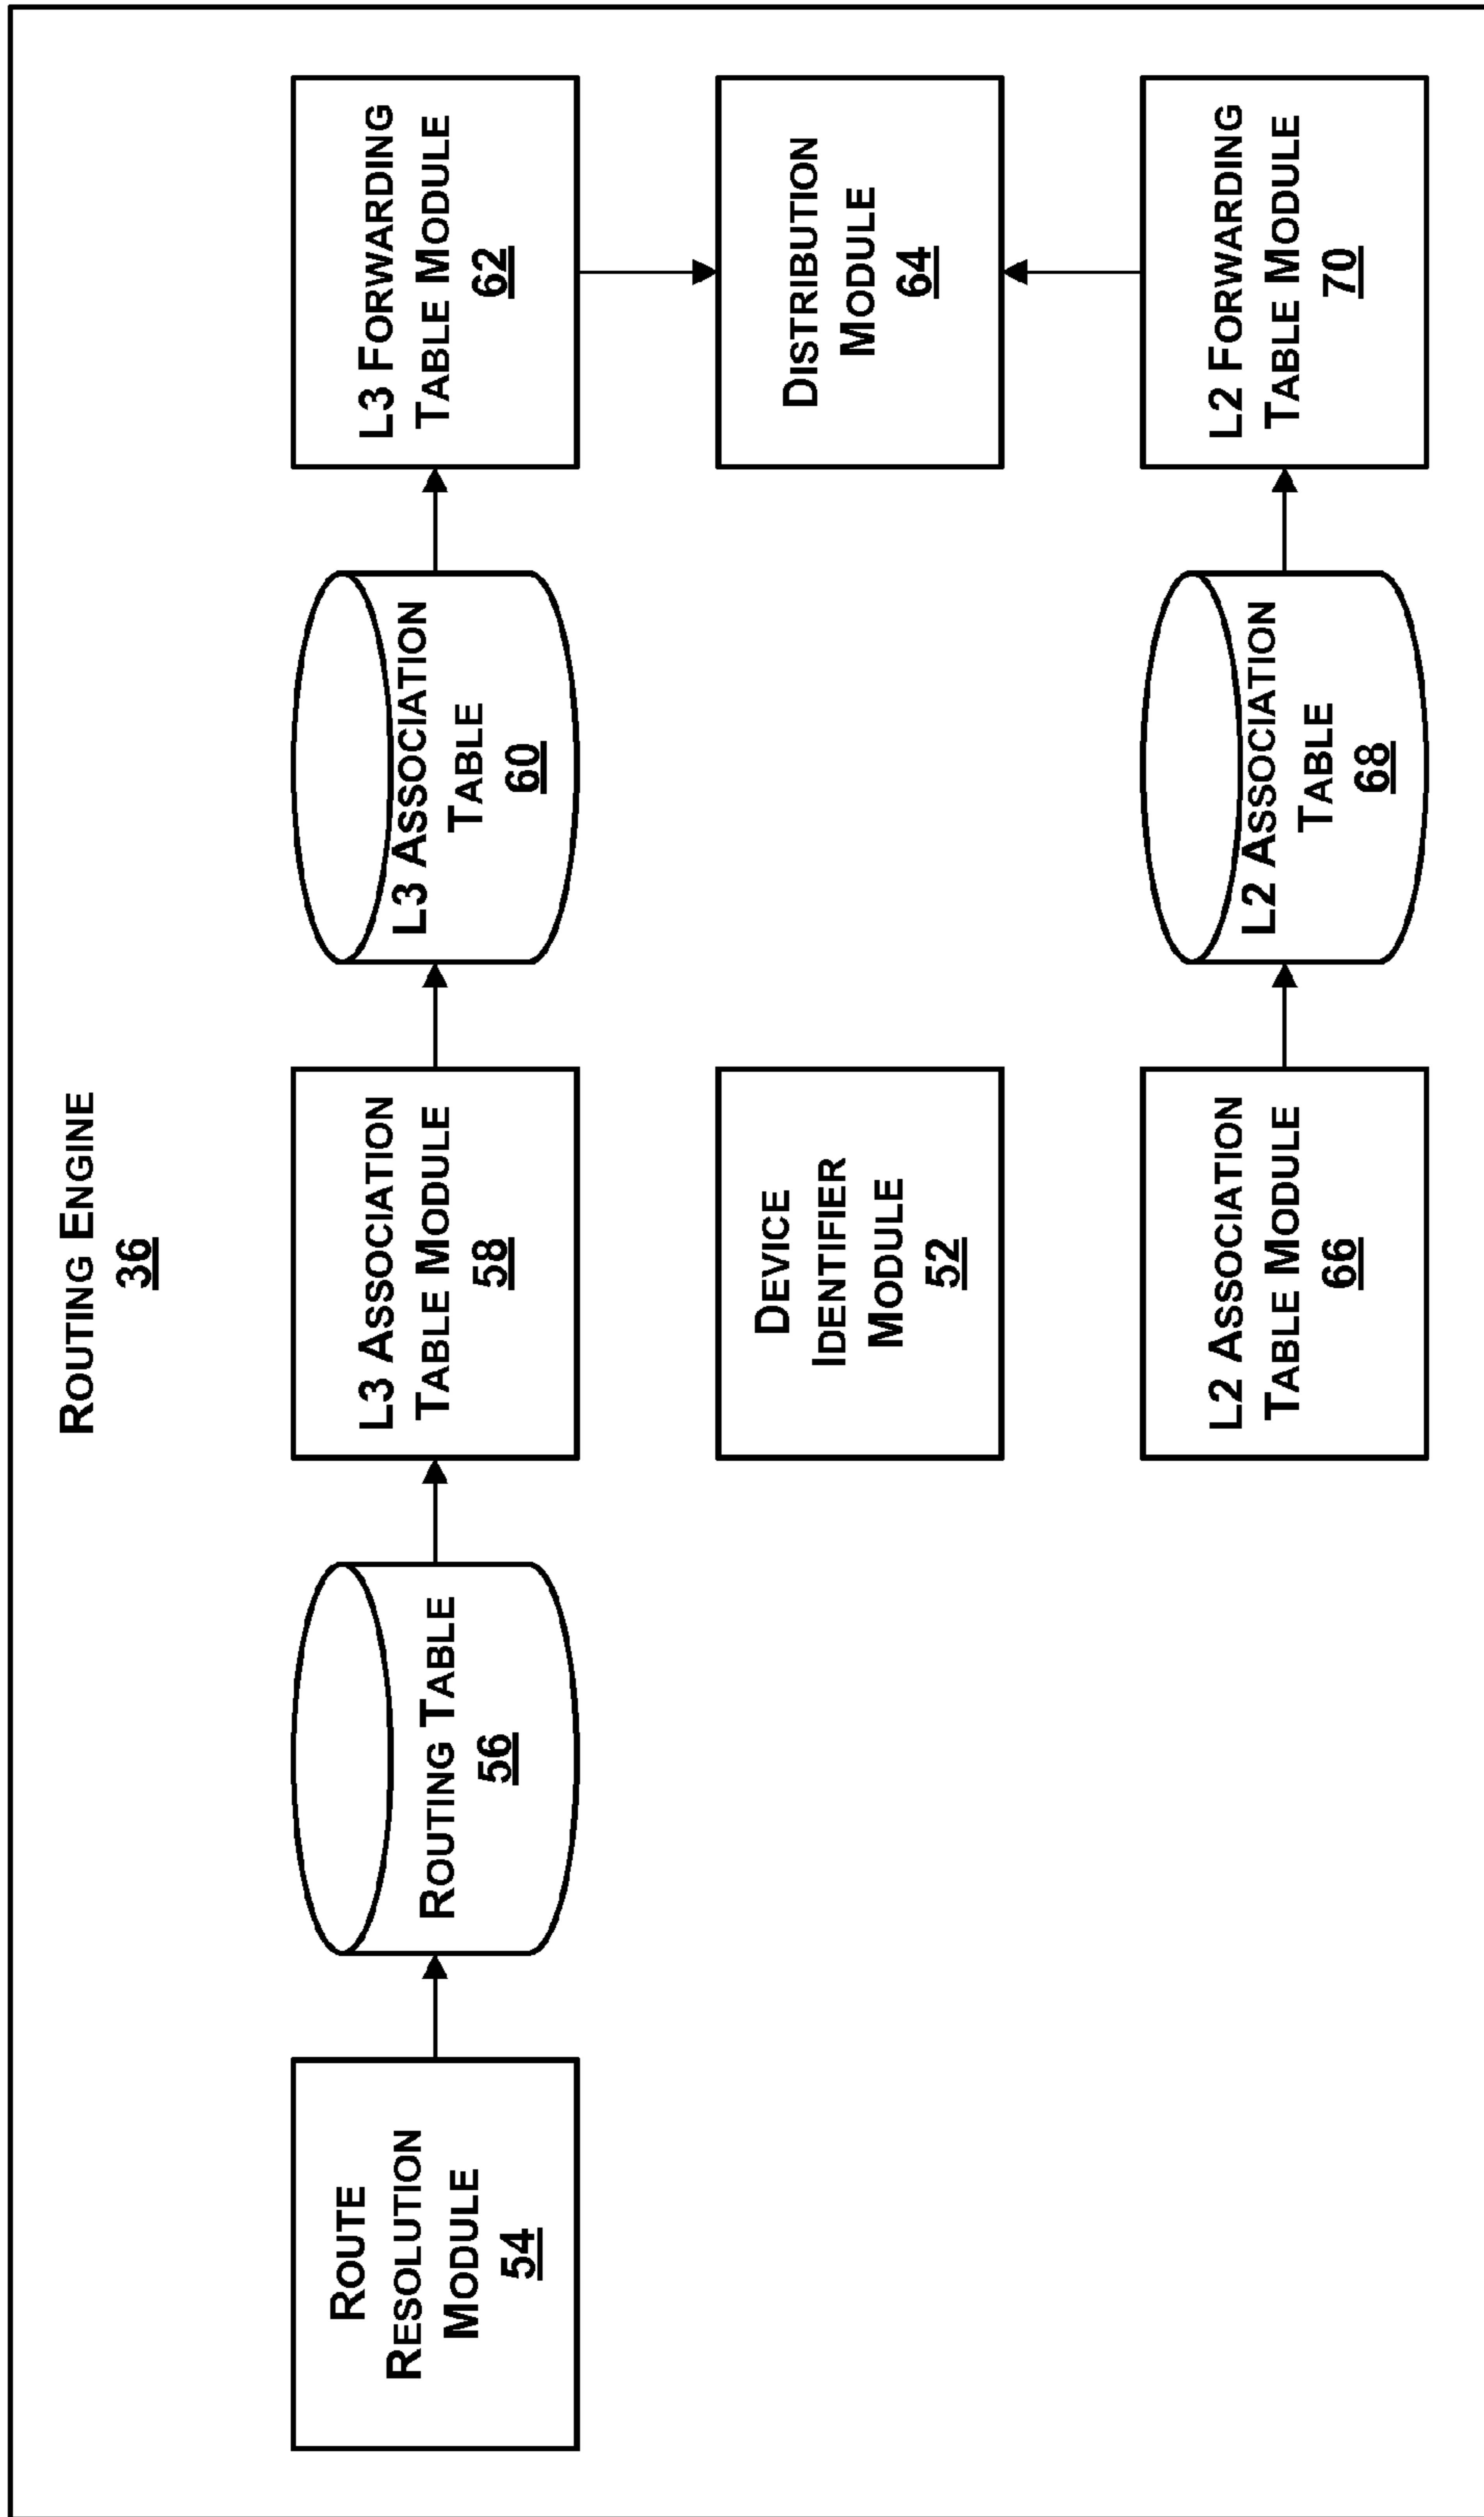 ROUTING ENGINE
36
ROUTE
RESOLUTION
MODULE
54
ROUTING TABLE
56
L3 ASSOCIATION
TABLE MODULE
58
L3 ASSOCIATION
TABLE
60
L3 FORWARDING
TABLE MODULE
62
DEVICE
IDENTIFIER
MODULE
52
DISTRIBUTION
MODULE
64
L2 ASSOCIATION
TABLE MODULE
66
L2 ASSOCIATION
TABLE
68
L2 FORWARDING
TABLE MODULE
70